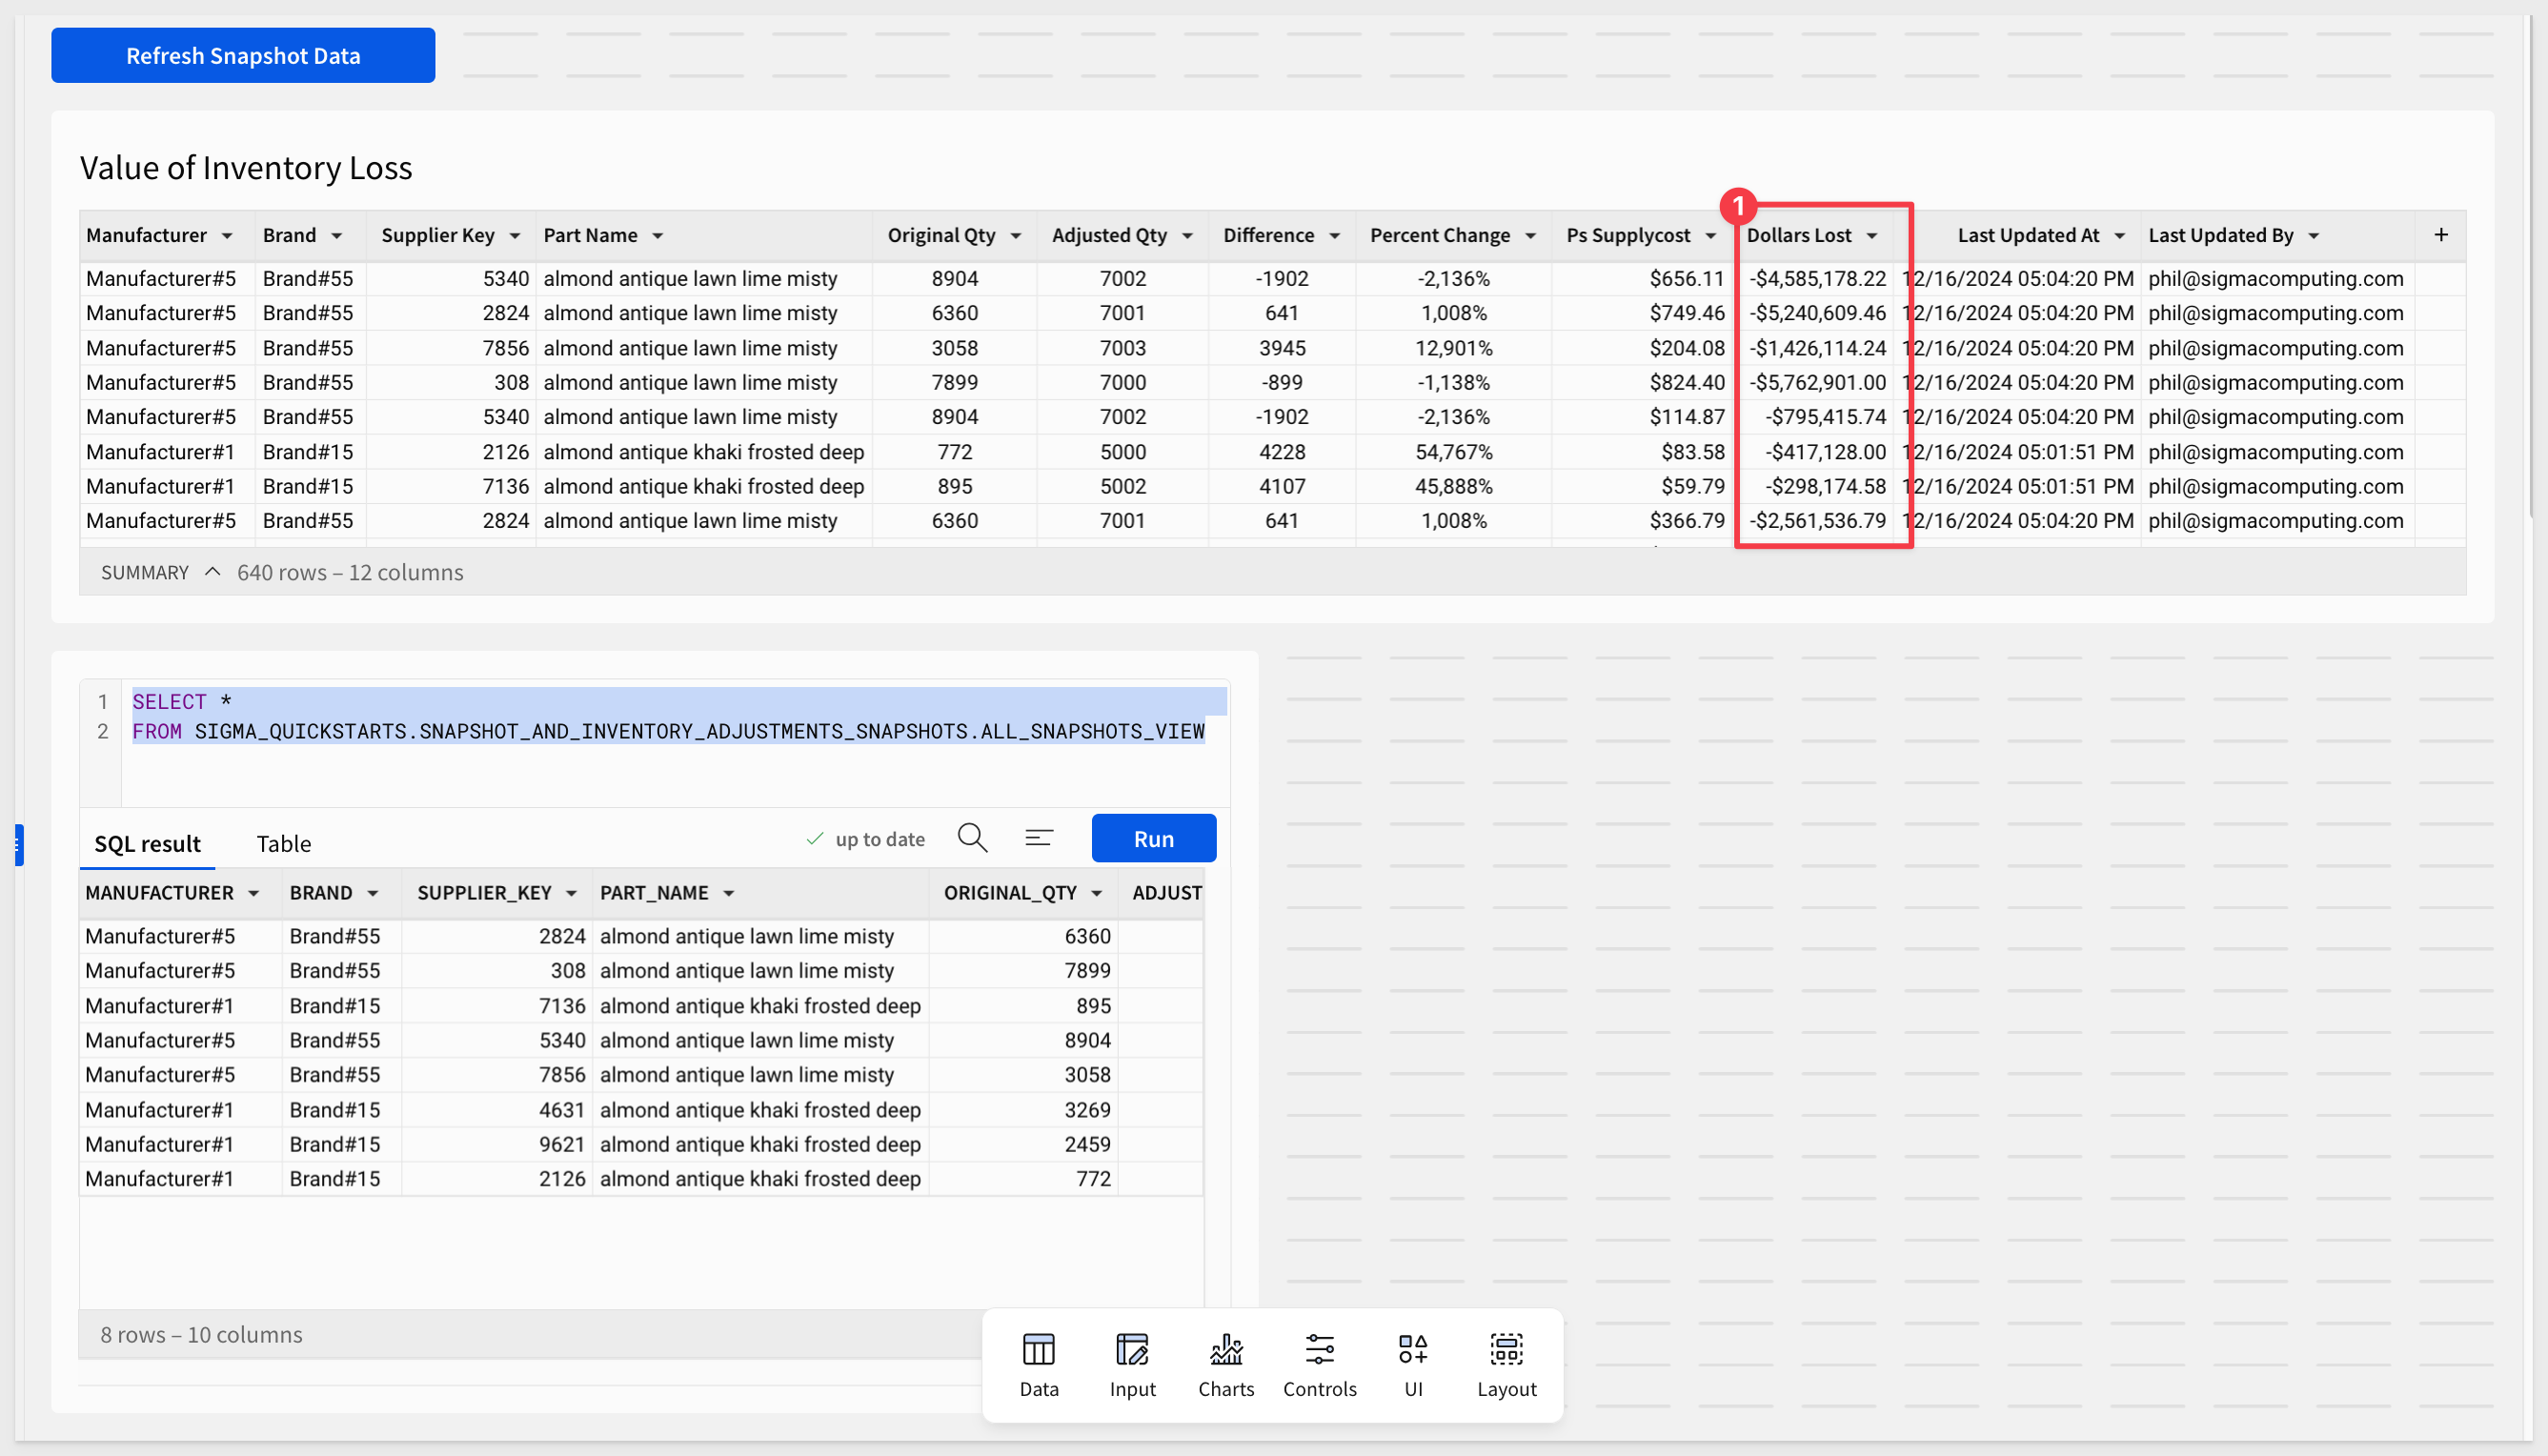 Refresh Snapshot Data
Value of Inventory Loss
1
Manufacturer Brand Supplier Key Part Name Original Qty Adjusted Qty Difference Percent Change Ps Supplycost Dollars Lost Last Updated At Last Updated By +
Manufacturer#5 Brand#55 5340 almond antique lawn lime misty 8904 7002 -1902 -2,136% $656.11 -$4,585,178.22 12/16/2024 05:04:20 PM phil@sigmacomputing.com
Manufacturer#5 Brand#55 2824 almond antique lawn lime misty 6360 7001 641 1,008% $749.46 -$5,240,609.46 12/16/2024 05:04:20 PM phil@sigmacomputing.com
Manufacturer#5 Brand#55 7856 almond antique lawn lime misty 3058 7003 3945 12,901% $204.08 -$1,426,114.24 12/16/2024 05:04:20 PM phil@sigmacomputing.com
Manufacturer#5 Brand#55 308 almond antique lawn lime misty 7899 7000 -899 -1,138% $824.40 -$5,762,901.00 12/16/2024 05:04:20 PM phil@sigmacomputing.com
Manufacturer#5 Brand#55 5340 almond antique lawn lime misty 8904 7002 -1902 -2,136% $114.87 -$795,415.74 12/16/2024 05:04:20 PM phil@sigmacomputing.com
Manufacturer#1 Brand#15 2126 almond antique khaki frosted deep 772 5000 4228 54,767% $83.58 -$417,128.00 12/16/2024 05:01:51 PM phil@sigmacomputing.com
Manufacturer#1 Brand#15 7136 almond antique khaki frosted deep 895 5002 4107 45,888% $59.79 -$298,174.58 12/16/2024 05:01:51 PM phil@sigmacomputing.com
Manufacturer#5 Brand#55 2824 almond antique lawn lime misty 6360 7001 641 1,008% $366.79 -$2,561,536.79 12/16/2024 05:04:20 PM phil@sigmacomputing.com
SUMMARY 640 rows – 12 columns
1 SELECT *
2 FROM SIGMA_QUICKSTARTS.SNAPSHOT_AND_INVENTORY_ADJUSTMENTS_SNAPSHOTS.ALL_SNAPSHOTS_VIEW
SQL result Table up to date Run
MANUFACTURER BRAND SUPPLIER_KEY PART_NAME ORIGINAL_QTY ADJUST
Manufacturer#5 Brand#55 2824 almond antique lawn lime misty 6360
Manufacturer#5 Brand#55 308 almond antique lawn lime misty 7899
Manufacturer#1 Brand#15 7136 almond antique khaki frosted deep 895
Manufacturer#5 Brand#55 5340 almond antique lawn lime misty 8904
Manufacturer#5 Brand#55 7856 almond antique lawn lime misty 3058
Manufacturer#1 Brand#15 4631 almond antique khaki frosted deep 3269
Manufacturer#1 Brand#15 9621 almond antique khaki frosted deep 2459
Manufacturer#1 Brand#15 2126 almond antique khaki frosted deep 772
8 rows – 10 columns
Data Input Charts Controls UI Layout